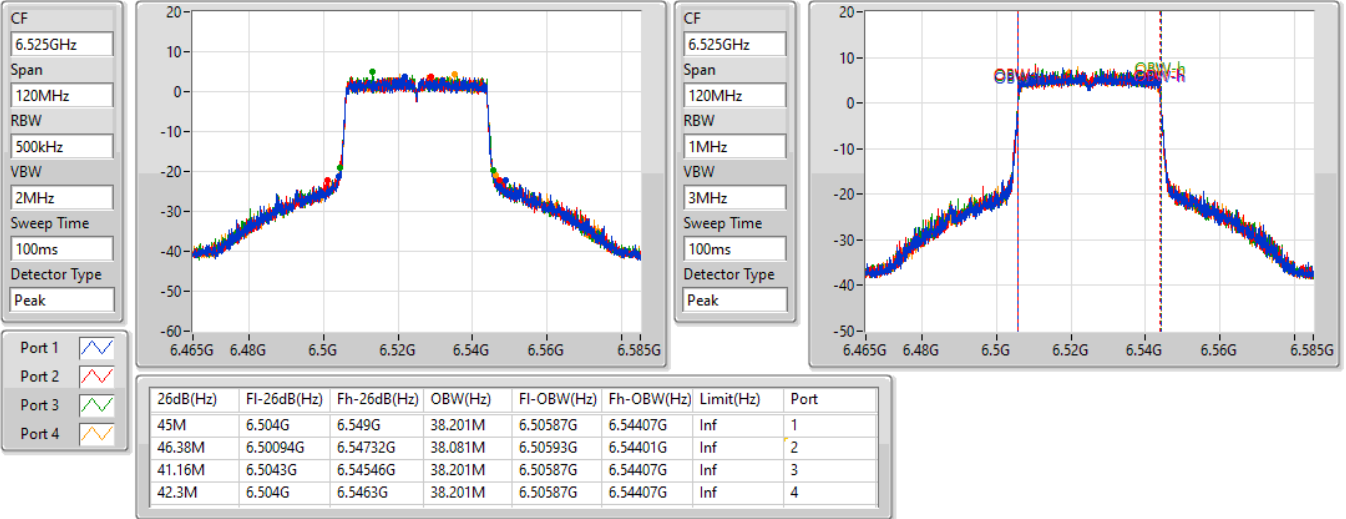 CF
6.525GHz
Span
120MHz
RBW
500kHz
VBW
2MHz
Sweep Time
100ms
Detector Type
Peak
20
10
0
-10
-20
-30
-40
-50
-60
6.465G 6.48G 6.5G 6.52G 6.54G 6.56G 6.585G
CF
6.525GHz
Span
120MHz
RBW
1MHz
VBW
3MHz
Sweep Time
100ms
Detector Type
Peak
20
10
0
-10
-20
-30
-40
-50
OBW-h
6.465G 6.48G 6.5G 6.52G 6.54G 6.56G 6.585G
Port 1
Port 2
Port 3
Port 4
26dB(Hz) Fl-26dB(Hz) Fh-26dB(Hz) OBW(Hz) Fl-OBW(Hz) Fh-OBW(Hz) Limit(Hz) Port
45M 6.504G 6.549G 38.201M 6.50587G 6.54407G Inf 1
46.38M 6.50094G 6.54732G 38.081M 6.50593G 6.54401G Inf 2
41.16M 6.5043G 6.54546G 38.201M 6.50587G 6.54407G Inf 3
42.3M 6.504G 6.5463G 38.201M 6.50587G 6.54407G Inf 4